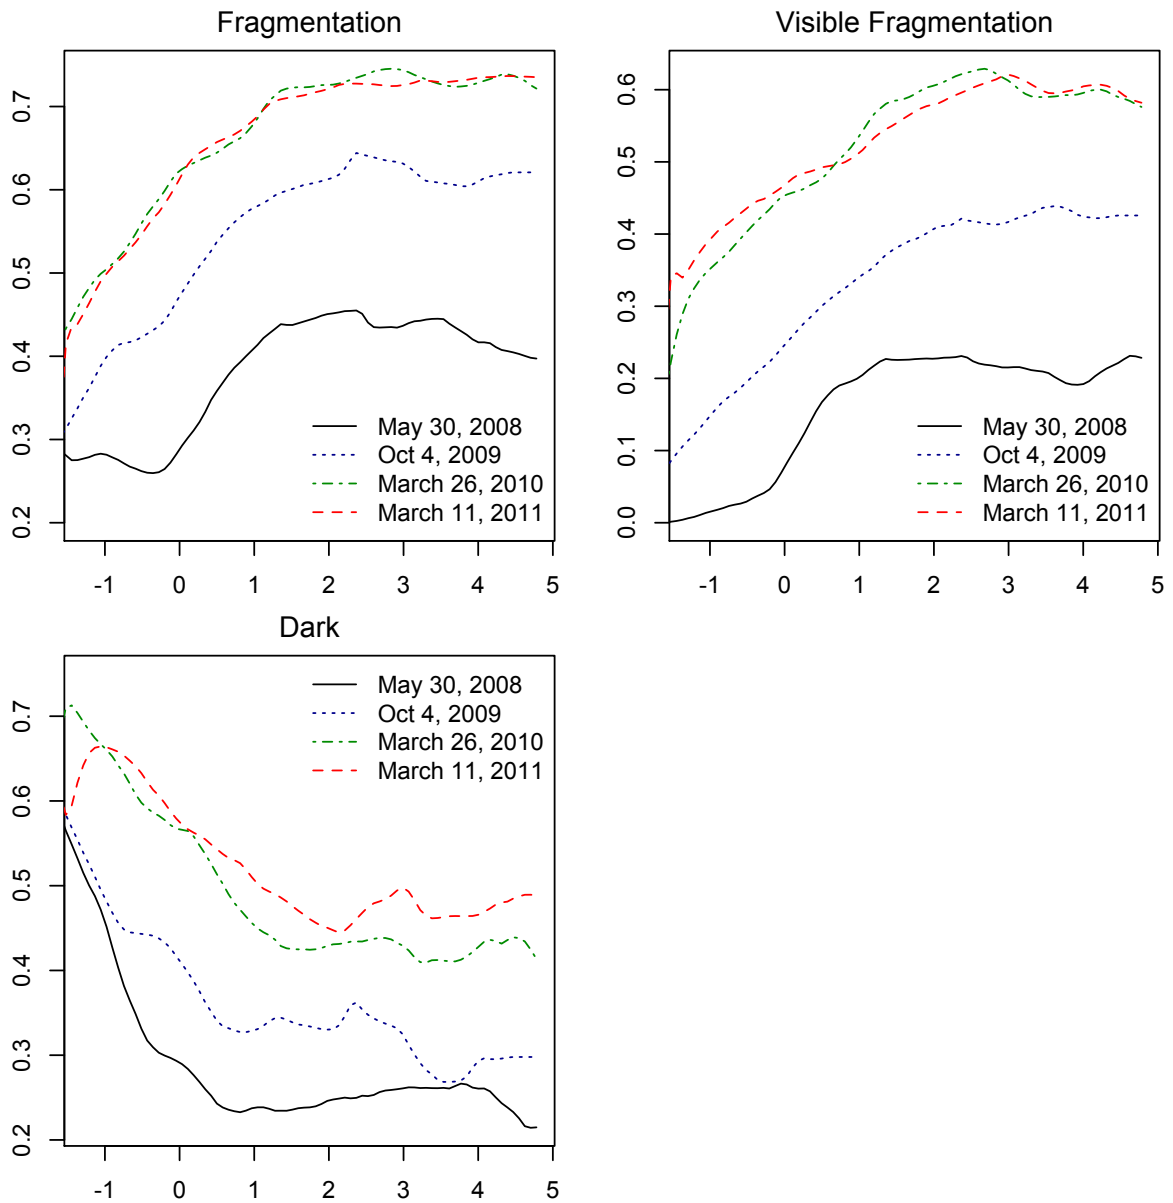 Fragmentation
0.2 0.3 0.4 0.5 0.6 0.7
May 30, 2008
Oct 4, 2009
March 26, 2010
March 11, 2011
-1 0 1 2 3 4 5
Visible Fragmentation
0.0 0.1 0.2 0.3 0.4 0.5 0.6
May 30, 2008
Oct 4, 2009
March 26, 2010
March 11, 2011
-1 0 1 2 3 4 5
Dark
0.2 0.3 0.4 0.5 0.6 0.7
May 30, 2008
Oct 4, 2009
March 26, 2010
March 11, 2011
-1 0 1 2 3 4 5